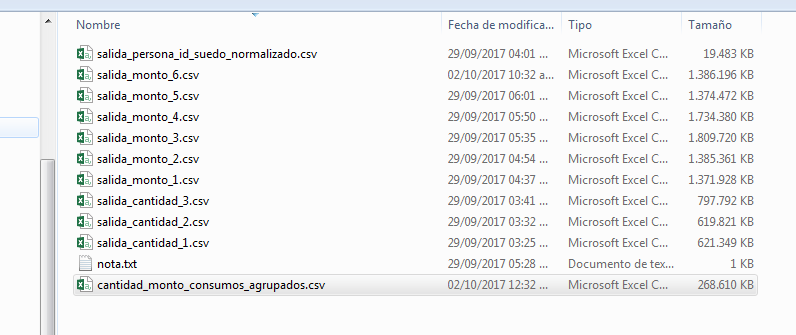 Nombre Fecha de modifica... Tipo Tamaño
salida_persona_id_suedo_normalizado.csv 29/09/2017 04:01 ... Microsoft Excel C... 19.483 KB
salida_monto_6.csv 02/10/2017 10:32 a... Microsoft Excel C... 1.386.196 KB
salida_monto_5.csv 29/09/2017 06:01 ... Microsoft Excel C... 1.374.472 KB
salida_monto_4.csv 29/09/2017 05:50 ... Microsoft Excel C... 1.734.380 KB
salida_monto_3.csv 29/09/2017 05:35 ... Microsoft Excel C... 1.809.720 KB
salida_monto_2.csv 29/09/2017 04:54 ... Microsoft Excel C... 1.385.361 KB
salida_monto_1.csv 29/09/2017 04:37 ... Microsoft Excel C... 1.371.928 KB
salida_cantidad_3.csv 29/09/2017 03:41 ... Microsoft Excel C... 797.792 KB
salida_cantidad_2.csv 29/09/2017 03:32 ... Microsoft Excel C... 619.821 KB
salida_cantidad_1.csv 29/09/2017 03:25 ... Microsoft Excel C... 621.349 KB
nota.txt 29/09/2017 05:28 ... Documento de tex... 1 KB
cantidad_monto_consumos_agrupados.csv 02/10/2017 12:32 ... Microsoft Excel C... 268.610 KB